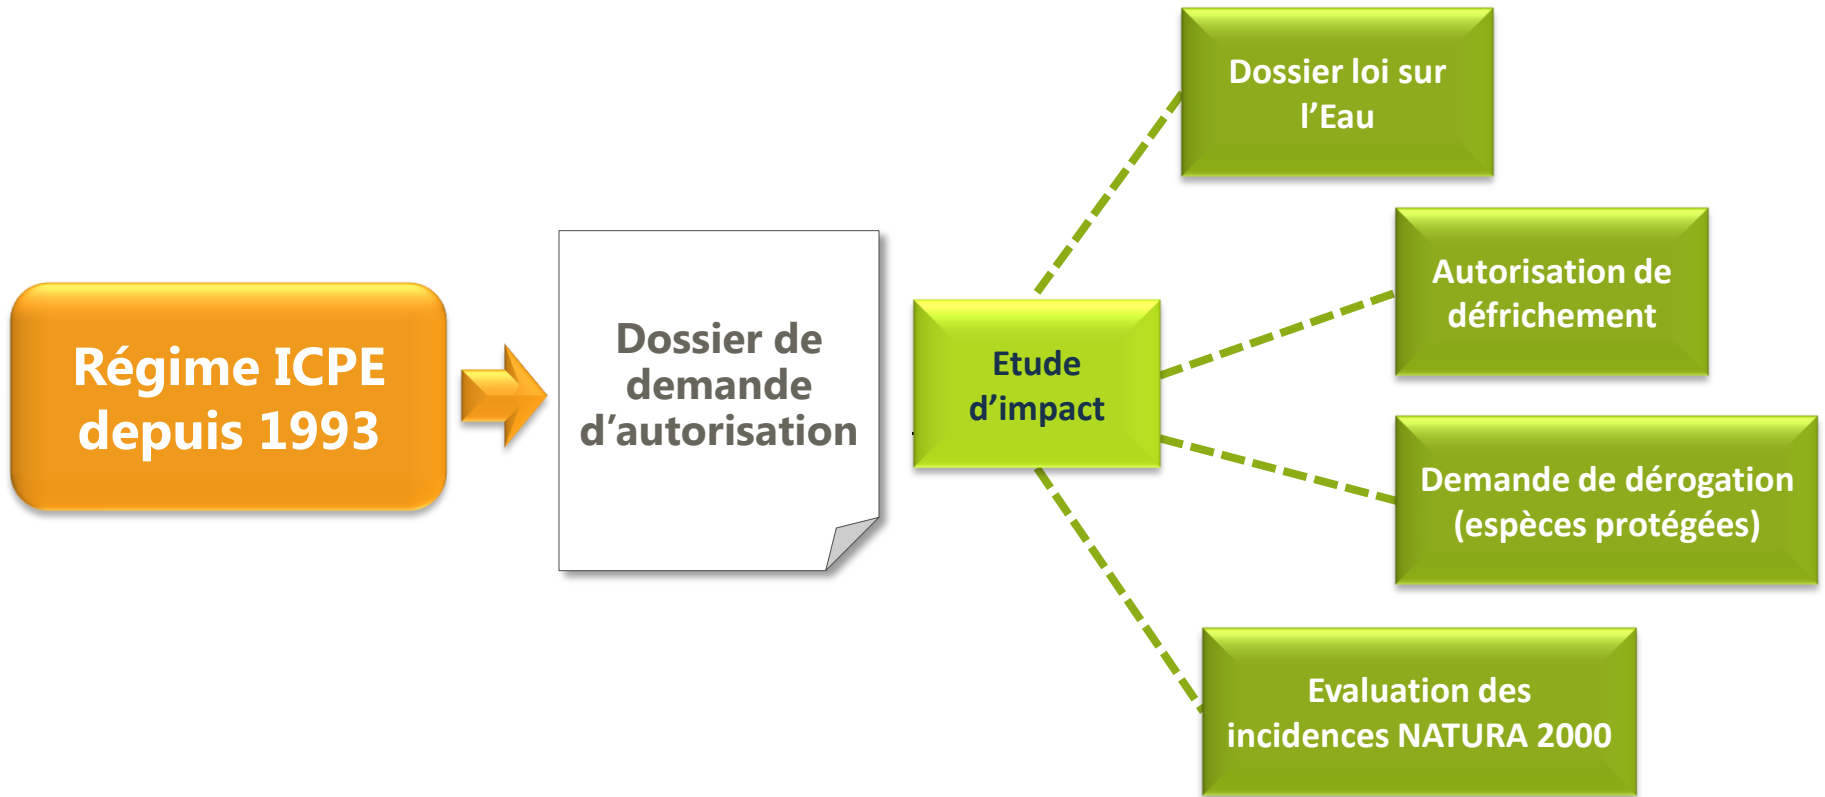 Régime ICPE
depuis 1993
Dossier de
demande
d’autorisation
Etude
d’impact
Dossier loi sur
l’Eau
Autorisation de
défrichement
Demande de dérogation
(espèces protégées)
Evaluation des
incidences NATURA 2000